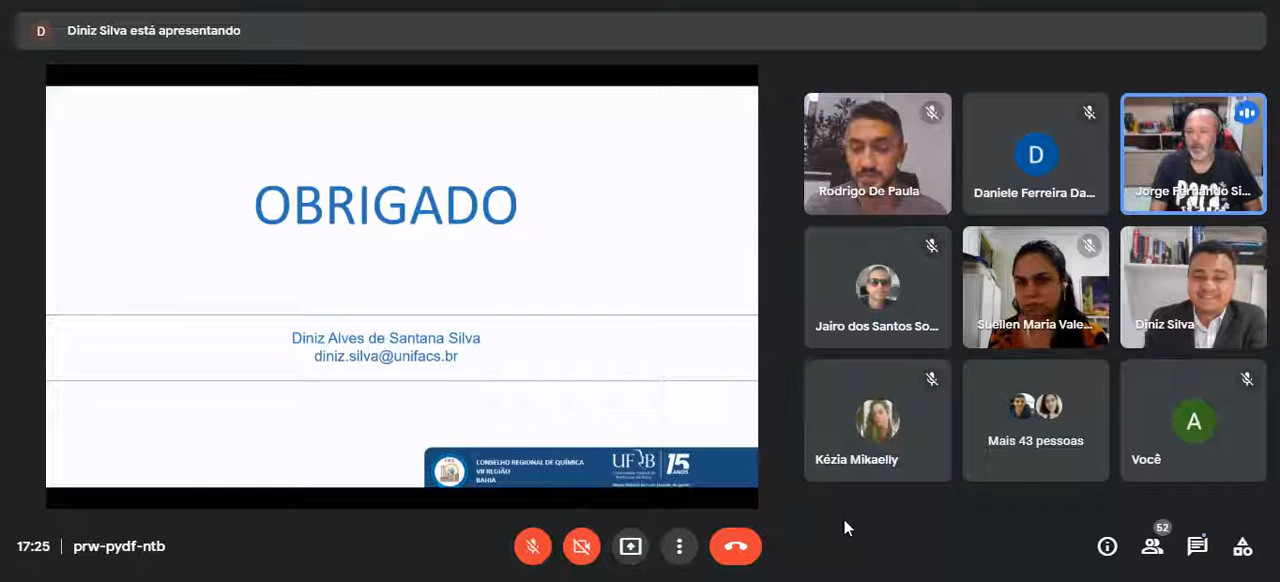 D
Diniz Silva está apresentando
OBRIGADO
Diniz Alves de Santana Silva
diniz.silva@unifacs.br
CONSELHO REGIONAL DE QUÍMICA
VII REGIÃO
BAHIA
UFRB
15
ANOS
Rodrigo De Paula
D
Daniele Ferreira Da...
Jorge Fernando Si...
Jairo dos Santos So...
Suellen Maria Vale...
Diniz Silva
Kézia Mikaelly
Mais 43 pessoas
A
Você
17:25
prw-pydf-ntb
52